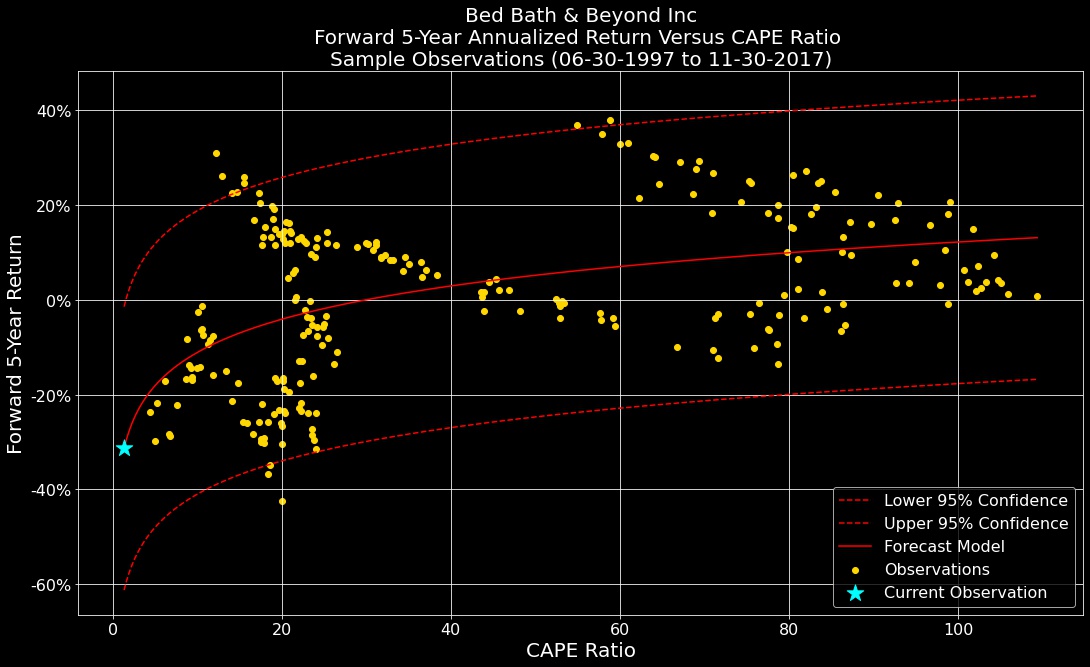 Bed Bath & Beyond Inc
Forward 5-Year Annualized Return Versus CAPE Ratio
Sample Observations (06-30-1997 to 11-30-2017)
Forward 5-Year Return
40%
20%
0%
-20%
-40%
-60%
0 20 40 60 80 100
CAPE Ratio
Lower 95% Confidence
Upper 95% Confidence
Forecast Model
Observations
Current Observation